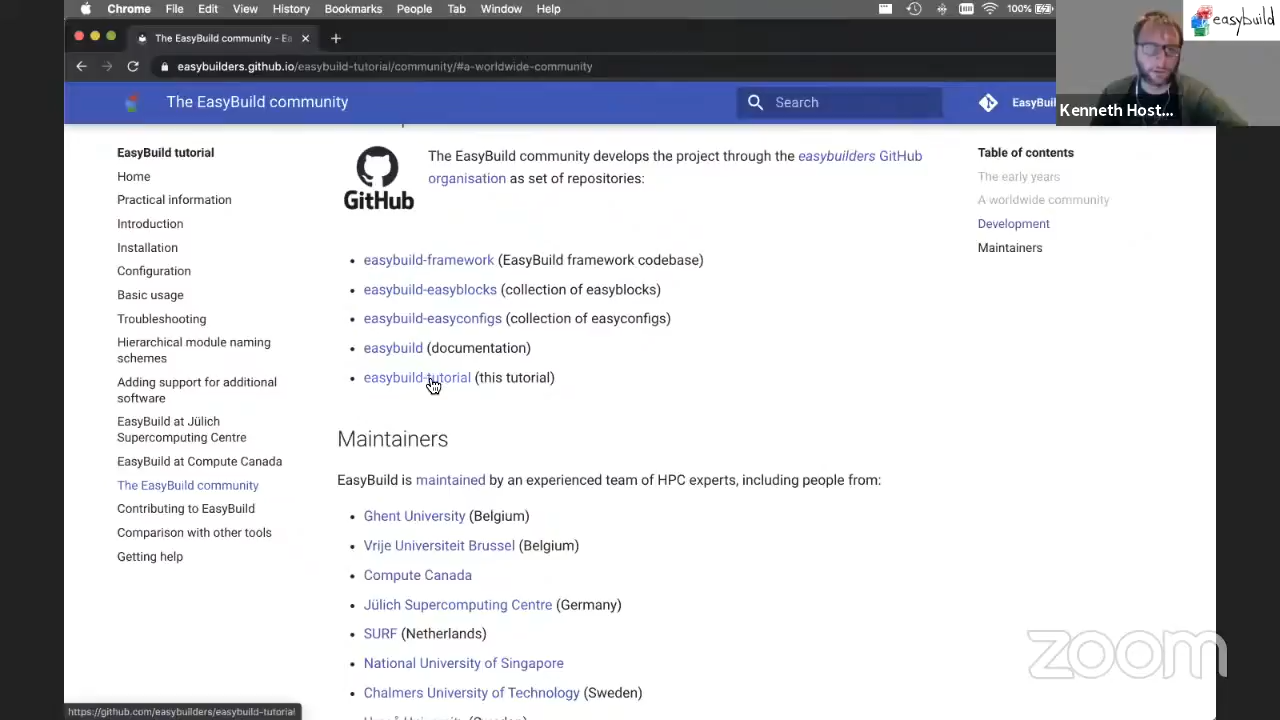 Chrome File Edit View History Bookmarks People Tab Window Help 100%
The EasyBuild community - Ea
easybuilders.github.io/easybuild-tutorial/community/#a-worldwide-community
The EasyBuild community
Search
EasyBuil
easybuild
Kenneth Host...
EasyBuild tutorial
Home
Practical information
Introduction
Installation
Configuration
Basic usage
Troubleshooting
Hierarchical module naming
schemes
Adding support for additional
software
EasyBuild at Jülich
Supercomputing Centre
EasyBuild at Compute Canada
The EasyBuild community
Contributing to EasyBuild
Comparison with other tools
Getting help
GitHub
The EasyBuild community develops the project through the easybuilders GitHub
organisation as set of repositories:
• easybuild-framework (EasyBuild framework codebase)
• easybuild-easyblocks (collection of easyblocks)
• easybuild-easyconfigs (collection of easyconfigs)
• easybuild (documentation)
• easybuild-tutorial (this tutorial)
Maintainers
EasyBuild is maintained by an experienced team of HPC experts, including people from:
• Ghent University (Belgium)
• Vrije Universiteit Brussel (Belgium)
• Compute Canada
• Jülich Supercomputing Centre (Germany)
• SURF (Netherlands)
• National University of Singapore
• Chalmers University of Technology (Sweden)
Table of contents
The early years
A worldwide community
Development
Maintainers
https://github.com/easybuilders/easybuild-tutorial
zoom